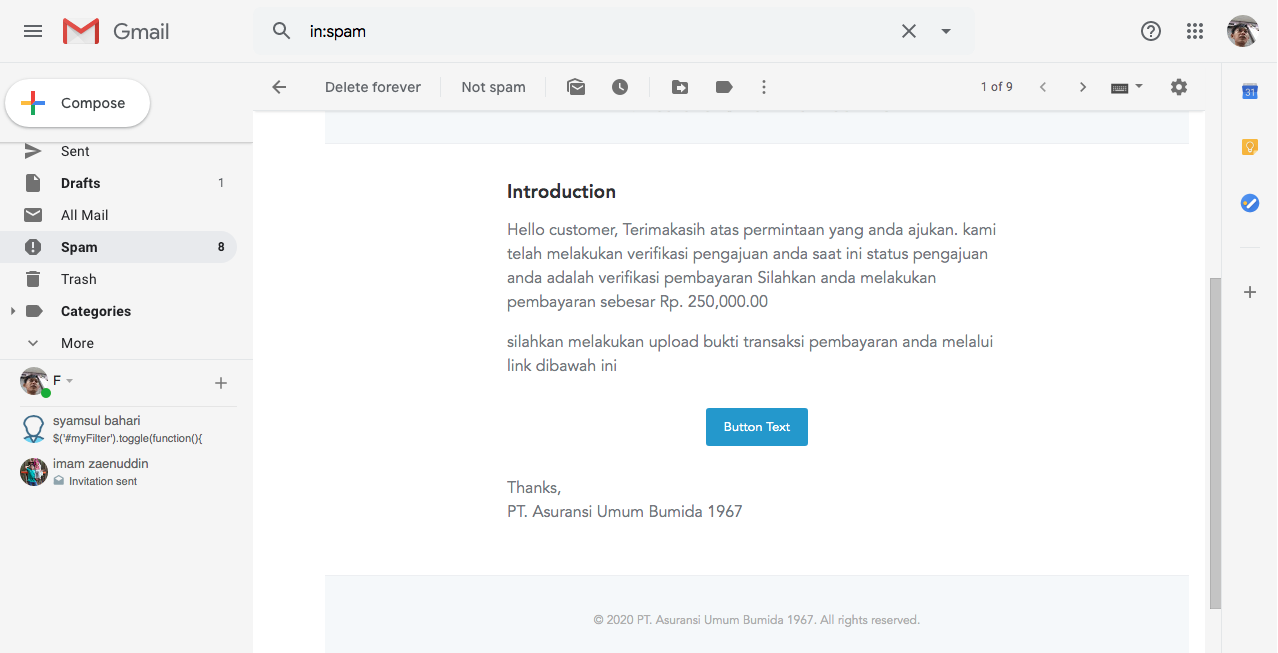 Gmail
in:spam
Compose
Delete forever
Not spam
1 of 9
31
Sent
Drafts 1
All Mail
Spam 8
Trash
Categories
More
F
syamsul bahari
$('#myFilter').toggle(function(){
imam zaenuddin
Invitation sent
Introduction
Hello customer, Terimakasih atas permintaan yang anda ajukan. kami
telah melakukan verifikasi pengajuan anda saat ini status pengajuan
anda adalah verifikasi pembayaran Silahkan anda melakukan
pembayaran sebesar Rp. 250,000.00
silahkan melakukan upload bukti transaksi pembayaran anda melalui
link dibawah ini
Button Text
Thanks,
PT. Asuransi Umum Bumida 1967
© 2020 PT. Asuransi Umum Bumida 1967. All rights reserved.